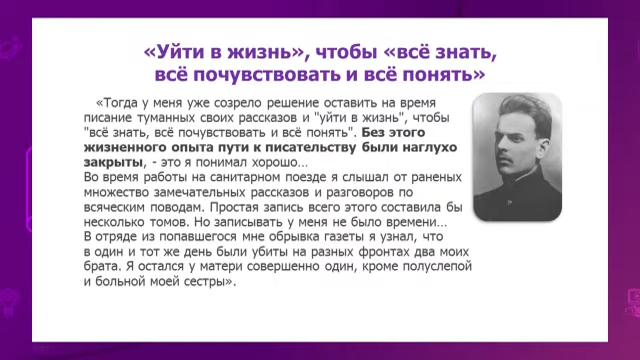 «Уйти в жизнь», чтобы «всё знать,
всё почувствовать и всё понять»
«Тогда у меня уже созрело решение оставить на время
писание туманных своих рассказов и "уйти в жизнь", чтобы
"всё знать, всё почувствовать и всё понять". Без этого
жизненного опыта пути к писательству были наглухо
закрыты, - это я понимал хорошо...
Во время работы на санитарном поезде я слышал от раненых
множество замечательных рассказов и разговоров по
всяческим поводам. Простая запись всего этого составила бы
несколько томов. Но записывать у меня не было времени...
В отряде из попавшегося мне обрывка газеты я узнал, что
в один и тот же день были убиты на разных фронтах два моих
брата. Я остался у матери совершенно один, кроме полуслепой
и больной моей сестры».